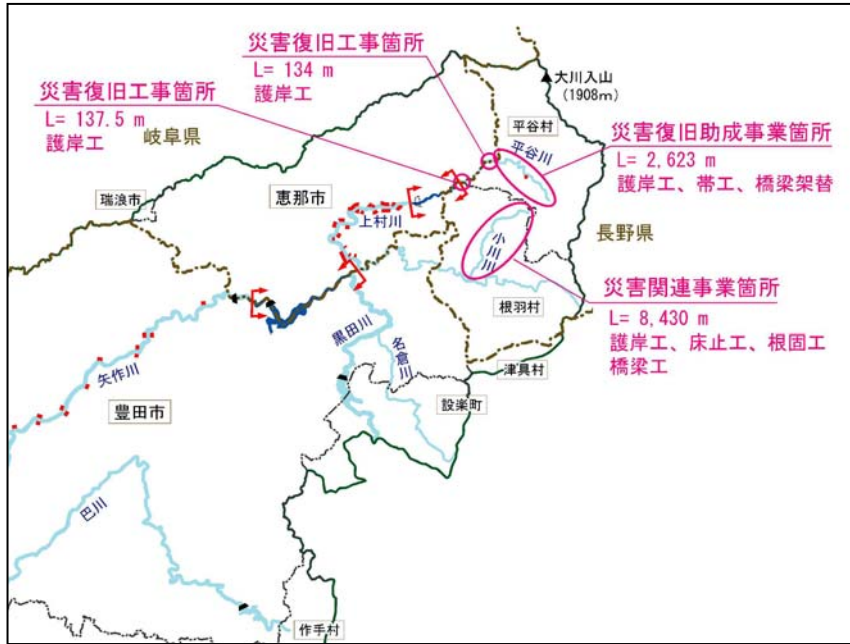 災害復旧工事箇所
L= 134 m
護岸工
災害復旧工事箇所
L= 137.5 m
護岸工
大川入山
(1908m)
岐阜県
平谷村
平谷川
災害復旧助成事業箇所
L= 2,623 m
護岸工、帯工、橋梁架替
瑞浪市
恵那市
上村川
小川川
長野県
根羽村
災害関連事業箇所
L= 8,430 m
護岸工、床止工、根固工
橋梁工
黒田川
名倉川
矢作川
津具村
設楽町
豊田市
巴川
作手村